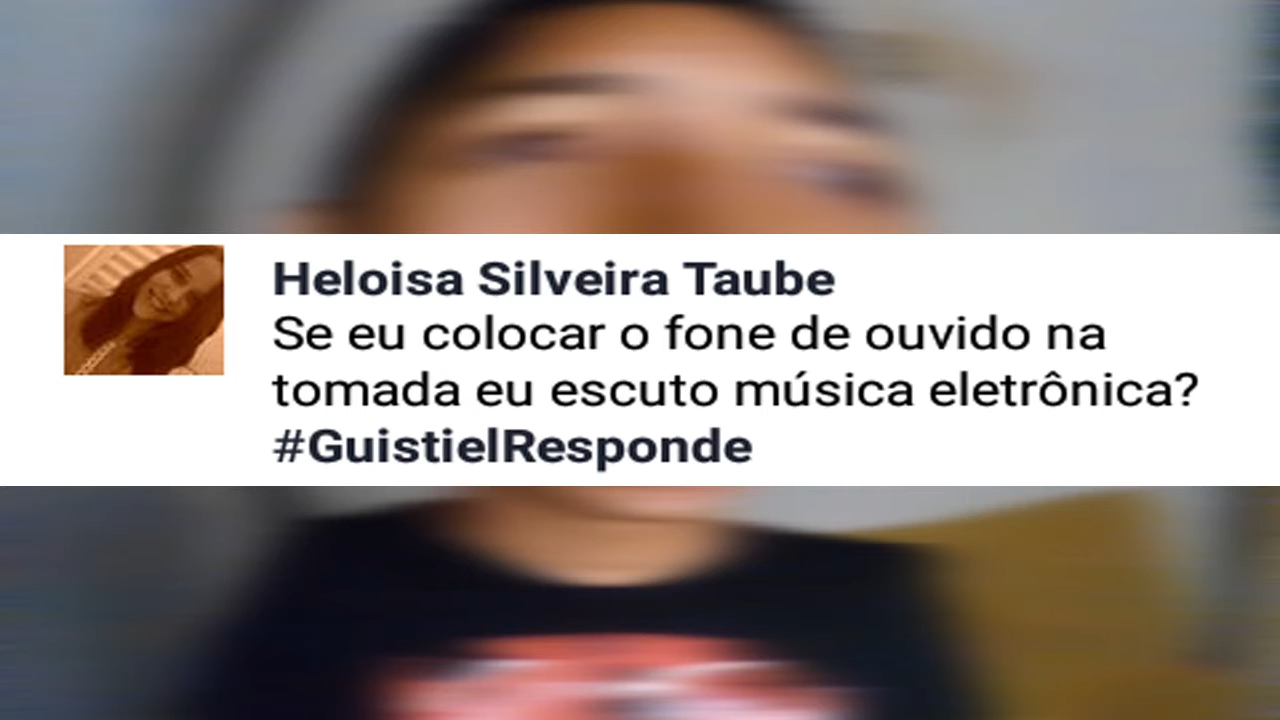 Heloisa Silveira Taube
Se eu colocar o fone de ouvido na
tomada eu escuto música eletrônica?
#GuistielResponde